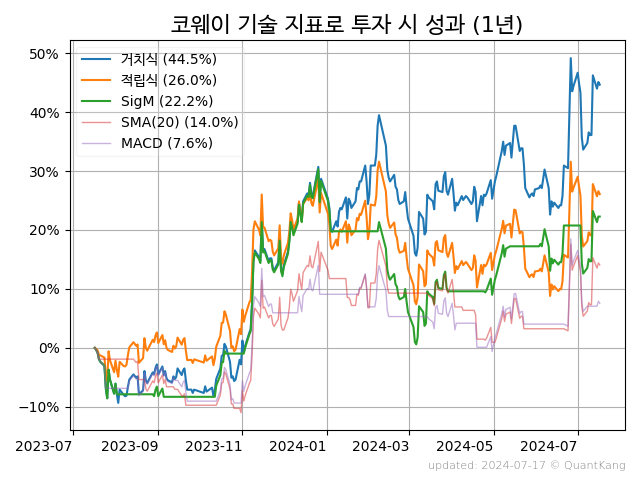 코웨이 기술 지표로 투자 시 성과 (1년)
거치식 (44.5%)
적립식 (26.0%)
SigM (22.2%)
SMA(20) (14.0%)
MACD (7.6%)
50%
40%
30%
20%
10%
0%
−10%
2023-07 2023-09 2023-11 2024-01 2024-03 2024-05 2024-07
updated: 2024-07-17 © QuantKang